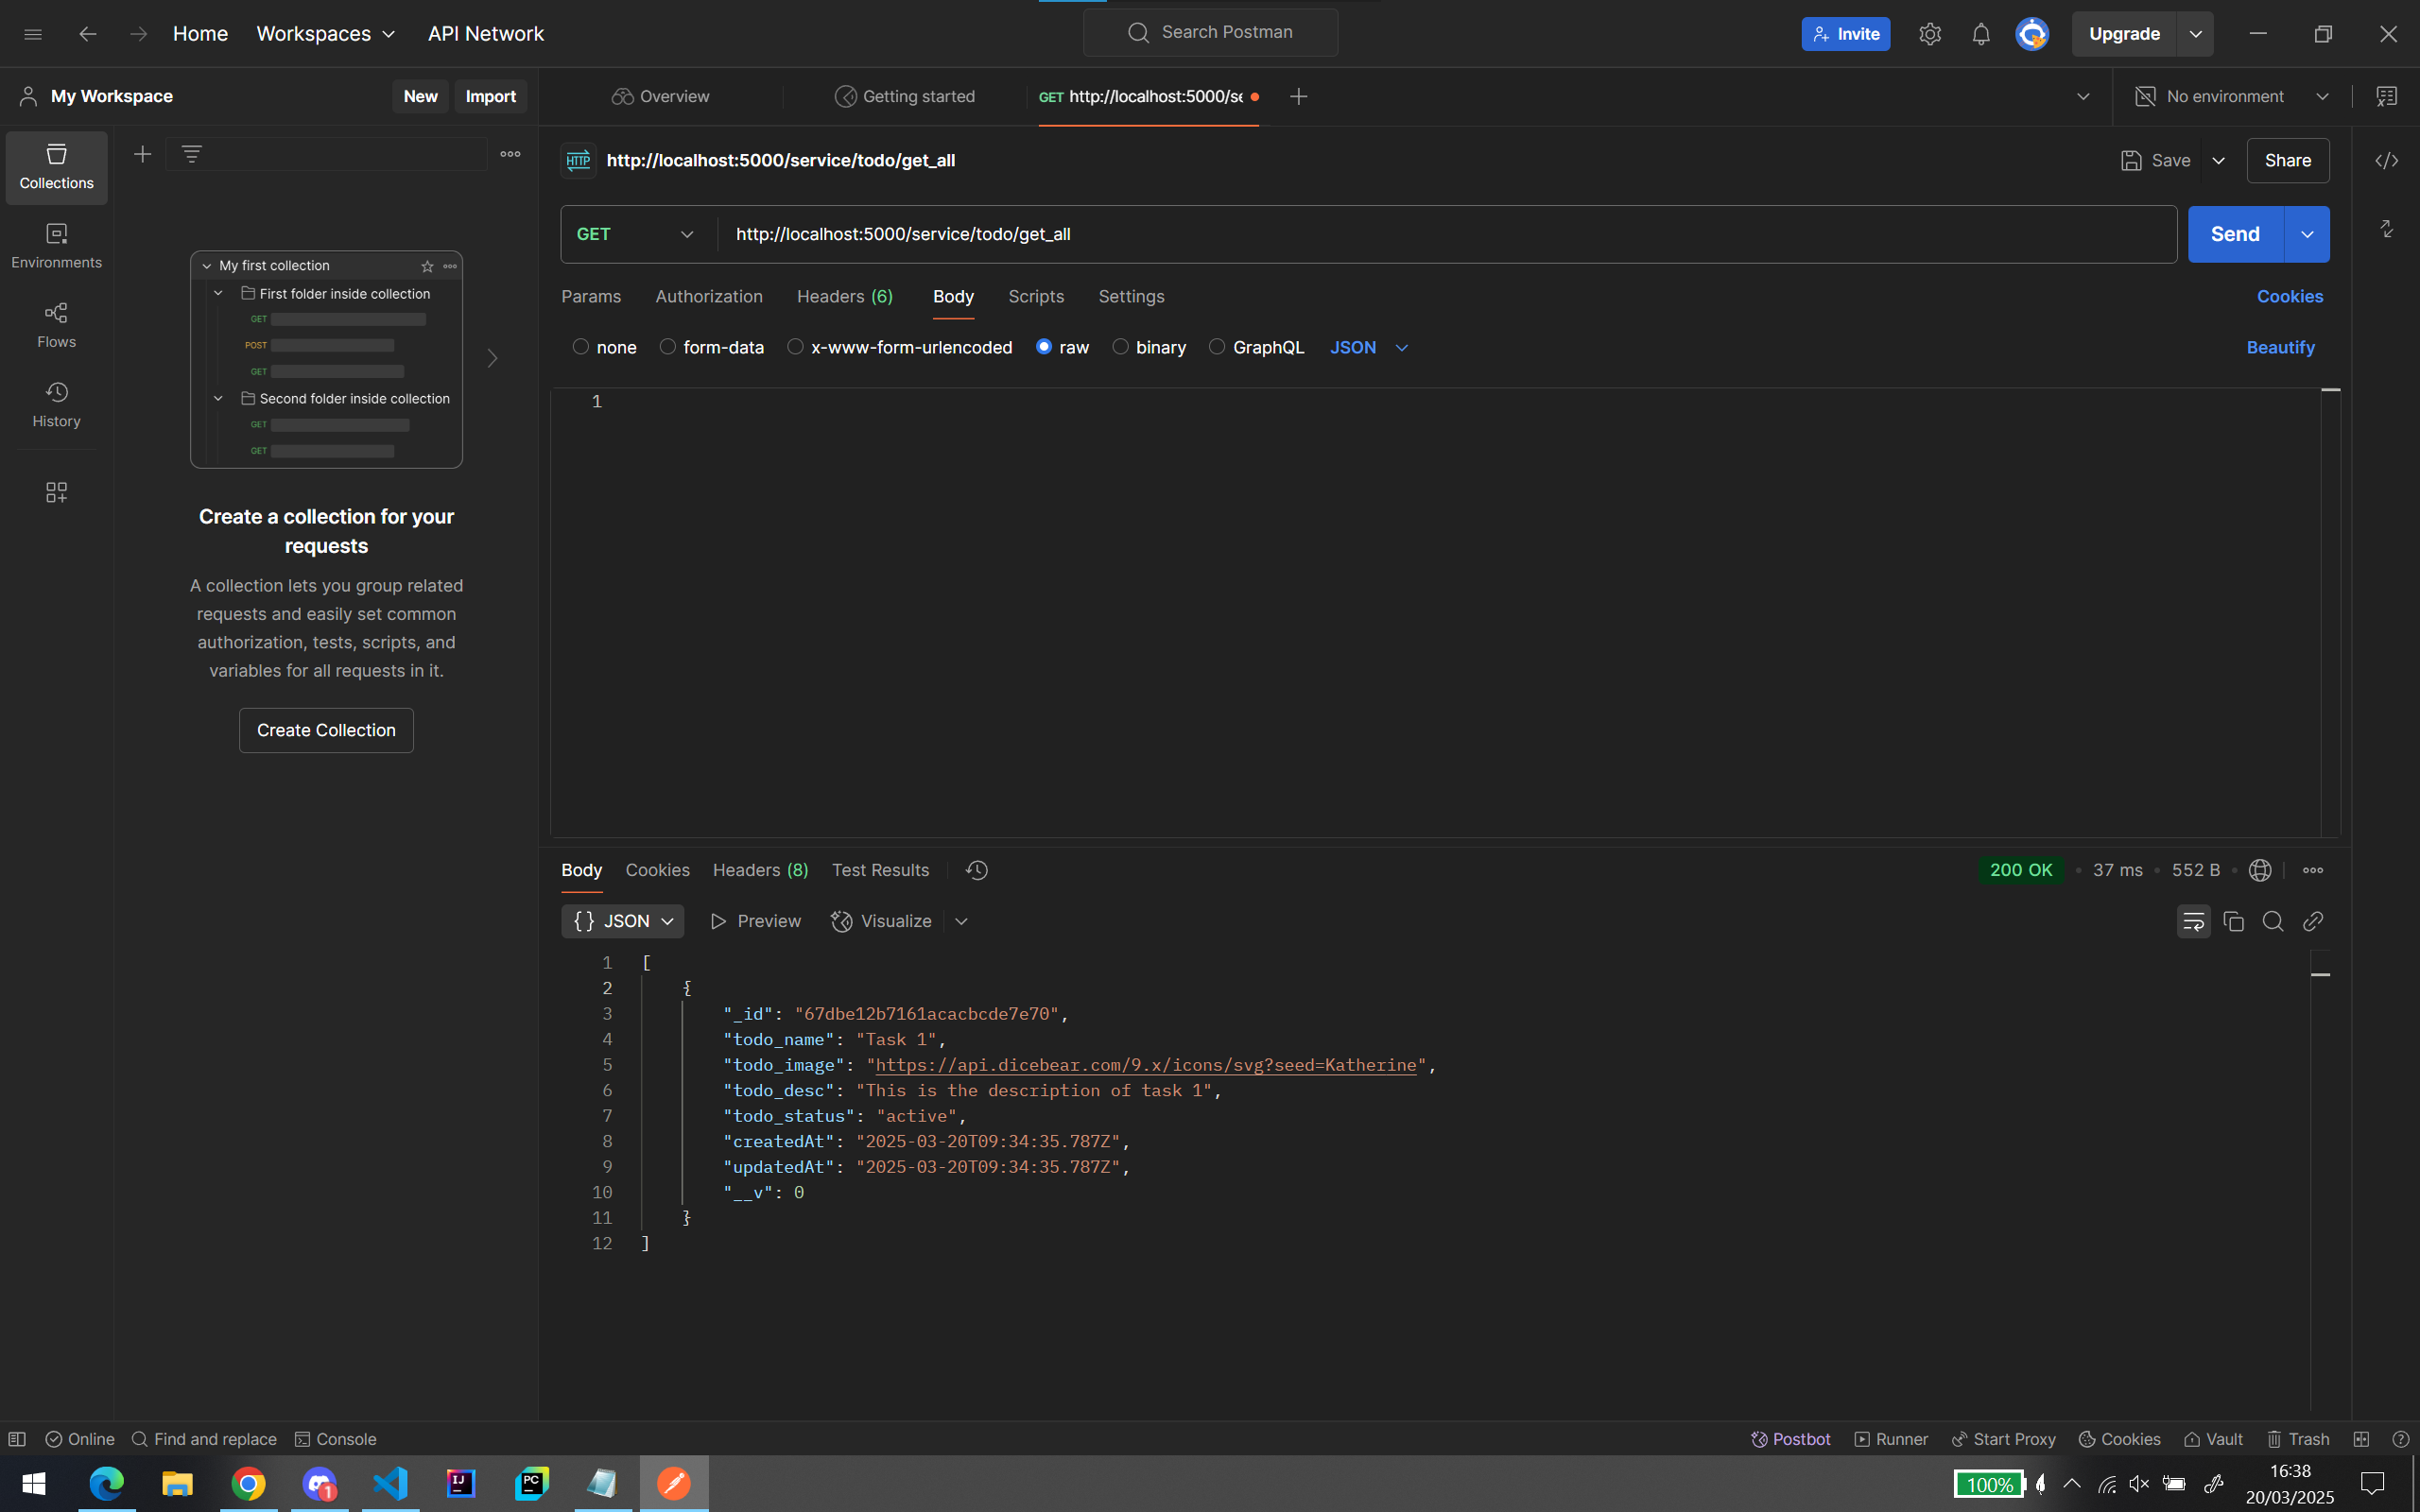 Home
Workspaces
API Network
Search Postman
Invite
Upgrade
My Workspace
New
Import
Overview
Getting started
GET http://localhost:5000/se
No environment
Collections
Environments
Flows
History
My first collection
First folder inside collection
GET
POST
GET
Second folder inside collection
GET
GET
Create a collection for your
requests
A collection lets you group related
requests and easily set common
authorization, tests, scripts, and
variables for all requests in it.
Create Collection
HTTP
http://localhost:5000/service/todo/get_all
Save
Share
GET
http://localhost:5000/service/todo/get_all
Send
Params
Authorization
Headers (6)
Body
Scripts
Settings
Cookies
none
form-data
x-www-form-urlencoded
raw
binary
GraphQL
JSON
Beautify
1
Body
Cookies
Headers (8)
Test Results
200 OK
37 ms
552 B
{} JSON
Preview
Visualize
1 [
2 {
3 "_id": "67dbe12b7161acacbcde7e70",
4 "todo_name": "Task 1",
5 "todo_image": "https://api.dicebear.com/9.x/icons/svg?seed=Katherine",
6 "todo_desc": "This is the description of task 1",
7 "todo_status": "active",
8 "createdAt": "2025-03-20T09:34:35.787Z",
9 "updatedAt": "2025-03-20T09:34:35.787Z",
10 "__v": 0
11 }
12 ]
Online
Find and replace
Console
Postbot
Runner
Start Proxy
Cookies
Vault
Trash
1
IJ
PC
100%
16:38
20/03/2025